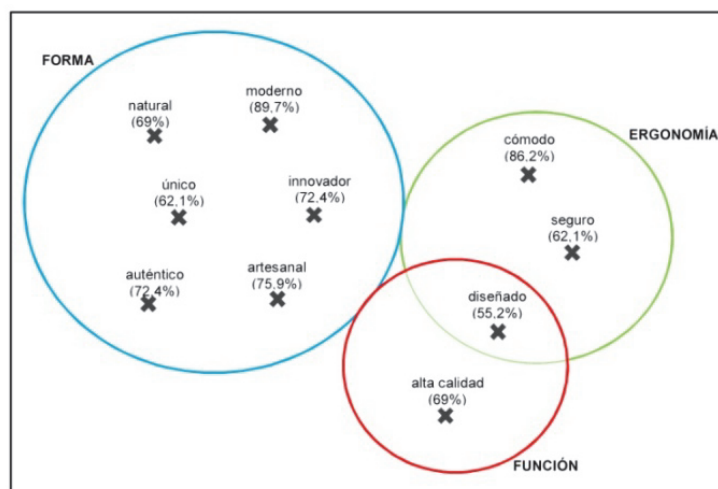 FORMA
moderno
(89,7%)
natural
(69%)
único
(62,1%)
innovador
(72,4%)
auténtico
(72,4%)
artesanal
(75,9%)
ERGONOMÍA
cómodo
(86,2%)
seguro
(62,1%)
diseñado
(55,2%)
alta calidad
(69%)
FUNCIÓN